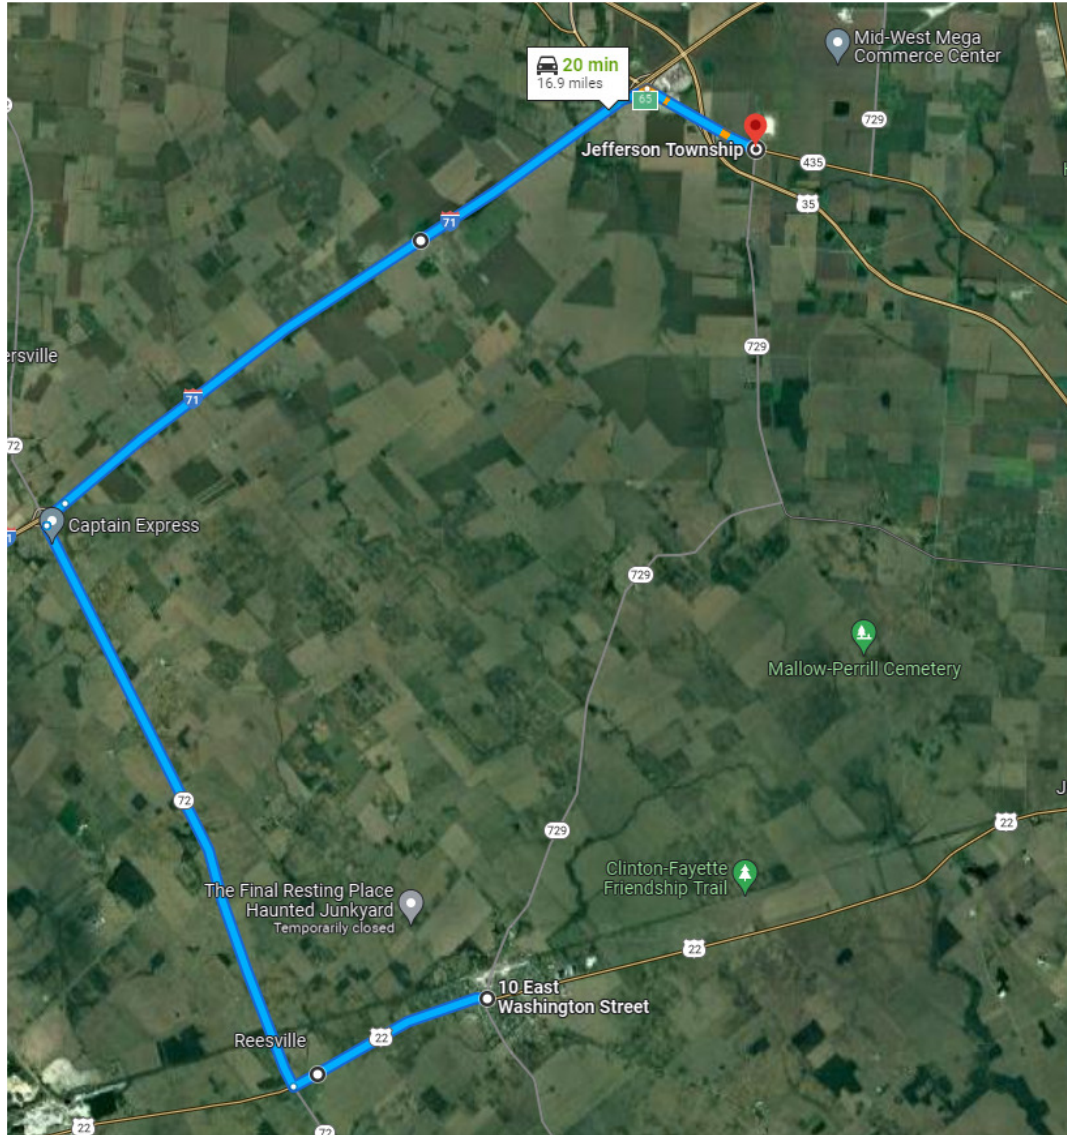 Mid-West Mega
Commerce Center
20 min
16.9 miles
65
729
Jefferson Township
435
35
71
729
ersville
71
72
Captain Express
1
729
Mallow-Perrill Cemetery
J
72
22
729
Clinton-Fayette
Friendship Trail
The Final Resting Place
Haunted Junkyard
Temporarily closed
22
10 East
Washington Street
22
Reesville
22
72